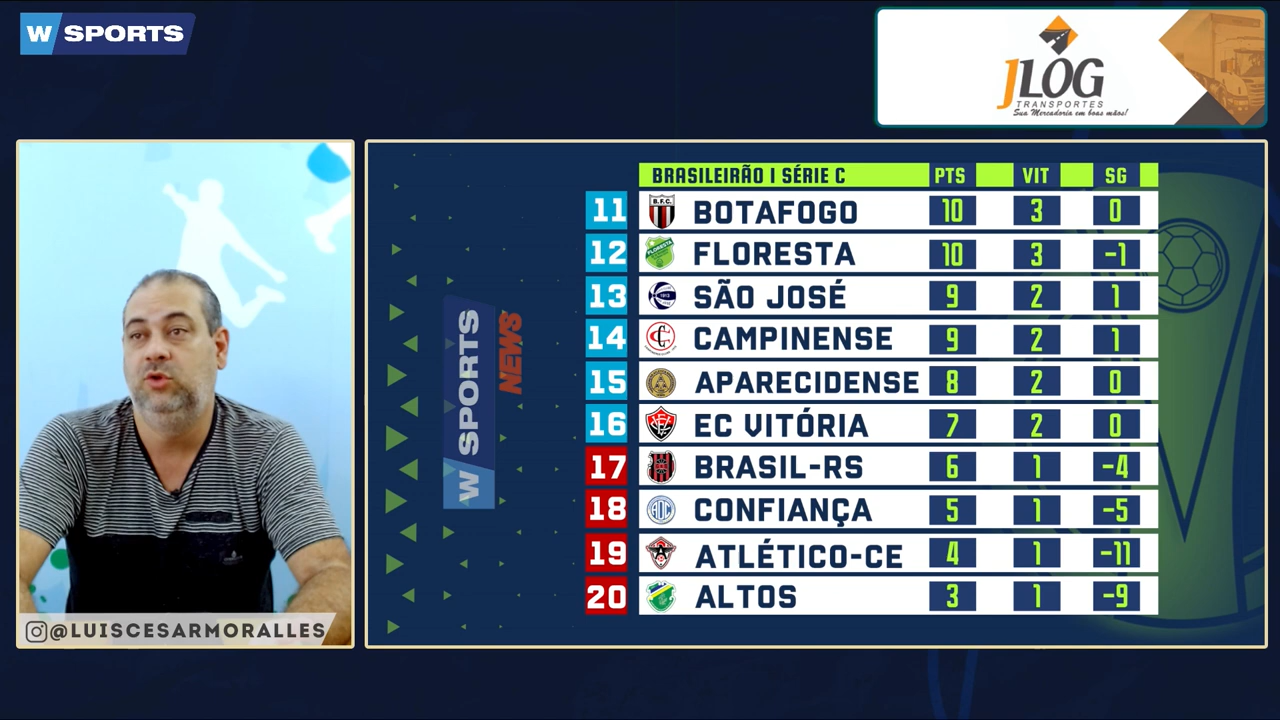 W SPORTS
JLOG
TRANSPORTES
Sua Mercadoria em boas mãos!
BRASILEIRÃO | SÉRIE C PTS VIT SG
11 B.F.C. BOTAFOGO 10 3 0
12 FLORESTA FLORESTA 10 3 -1
13 1913 SÃO JOSÉ 9 2 1
14 CAMPINENSE 9 2 1
15 APARECIDENSE 8 2 0
16 EC VITÓRIA 7 2 0
17 BRASIL-RS 6 1 -4
18 ADC CONFIANÇA 5 1 -5
19 ATLÉTICO-CE 4 1 -11
20 ALTOS 3 1 -9
W SPORTS
NEWS
@LUISCESARMORALLES